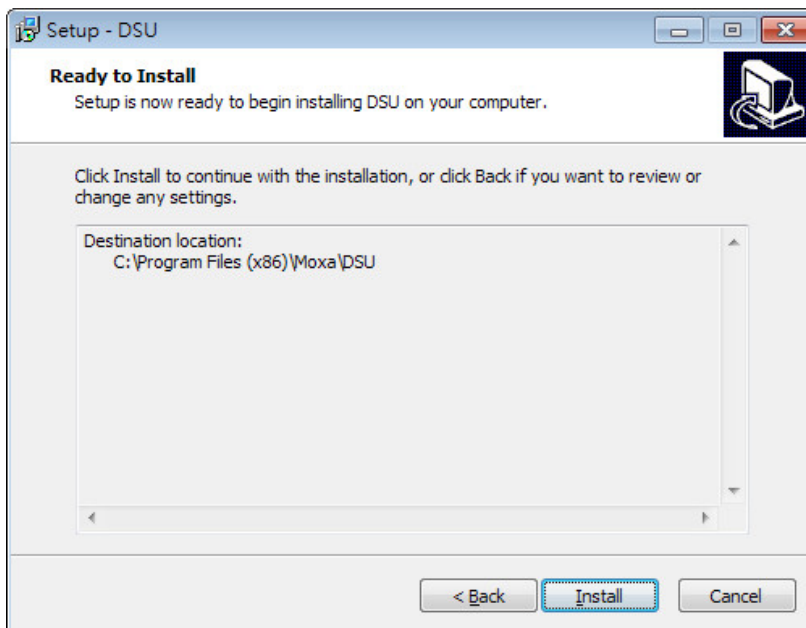 Setup - DSU
Ready to Install
Setup is now ready to begin installing DSU on your computer.
Click Install to continue with the installation, or click Back if you want to review or
change any settings.
Destination location:
C:\Program Files (x86)\Moxa\DSU
< Back
Install
Cancel